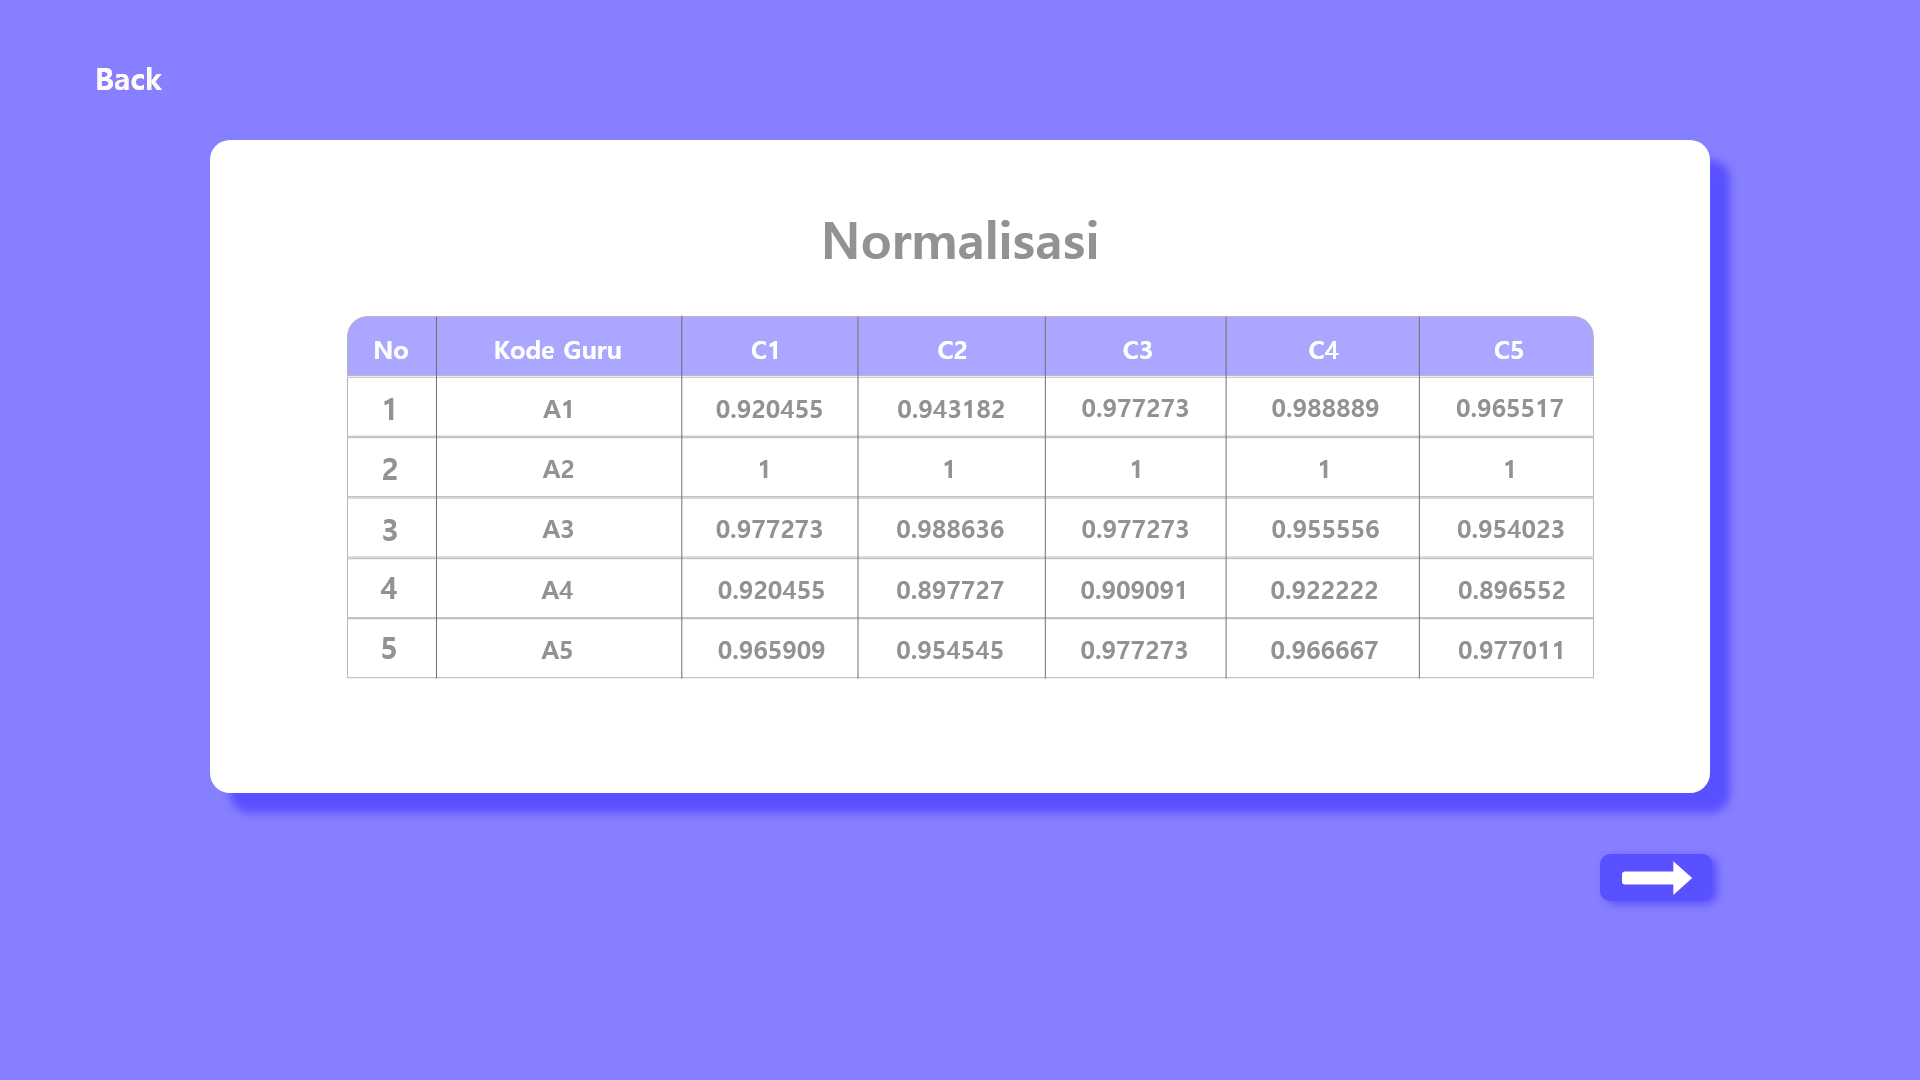 Back
Normalisasi
No Kode Guru C1 C2 C3 C4 C5
1 A1 0.920455 0.943182 0.977273 0.988889 0.965517
2 A2 1 1 1 1 1
3 A3 0.977273 0.988636 0.977273 0.955556 0.954023
4 A4 0.920455 0.897727 0.909091 0.922222 0.896552
5 A5 0.965909 0.954545 0.977273 0.966667 0.977011